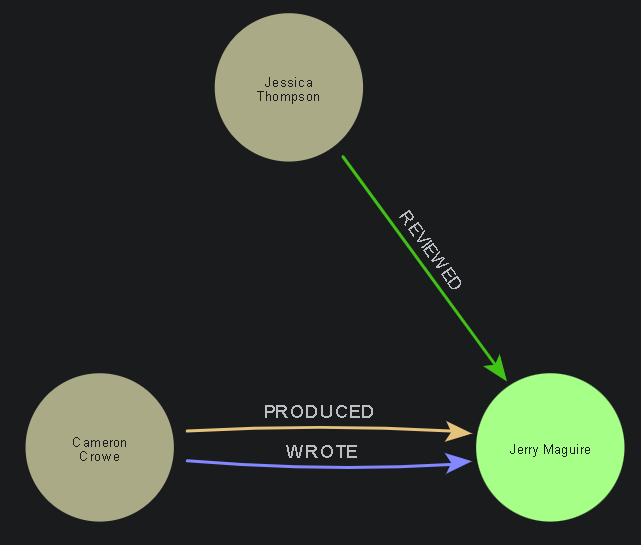 Jessica
Thompson
REVIEWED
PRODUCED
WROTE
Cameron
Crowe
Jerry Maguire